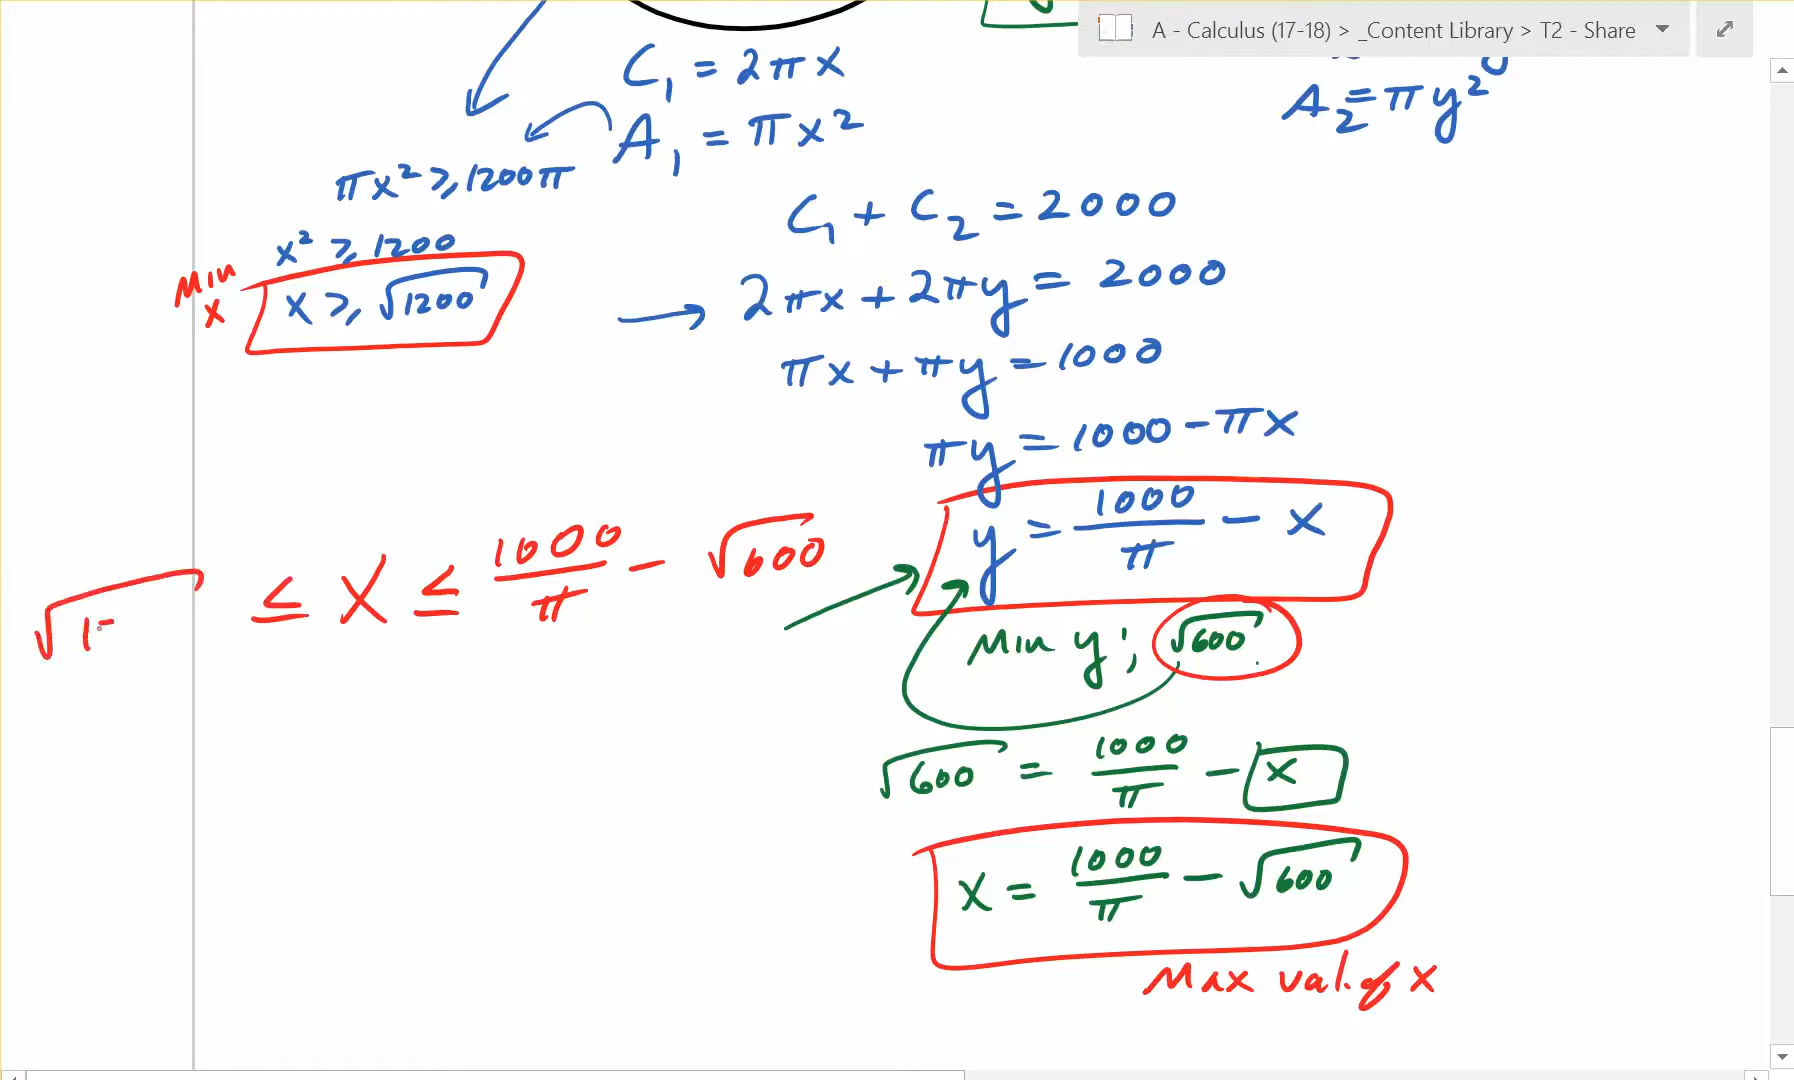 A - Calculus (17-18) > _Content Library > T2 - Share
C₁ = 2πx
A₁ = πx²
A₂ = πy²
πx² ⩾ 1200π
x² ⩾ 1200
Min x
x ⩾ √1200
C₁ + C₂ = 2000
2πx + 2πy = 2000
πx + πy = 1000
πy = 1000 - πx
y = 1000/π - x
≤ x ≤ 1000/π - √600
Min y: √600
√600 = 1000/π - x
x = 1000/π - √600
Max val. of x